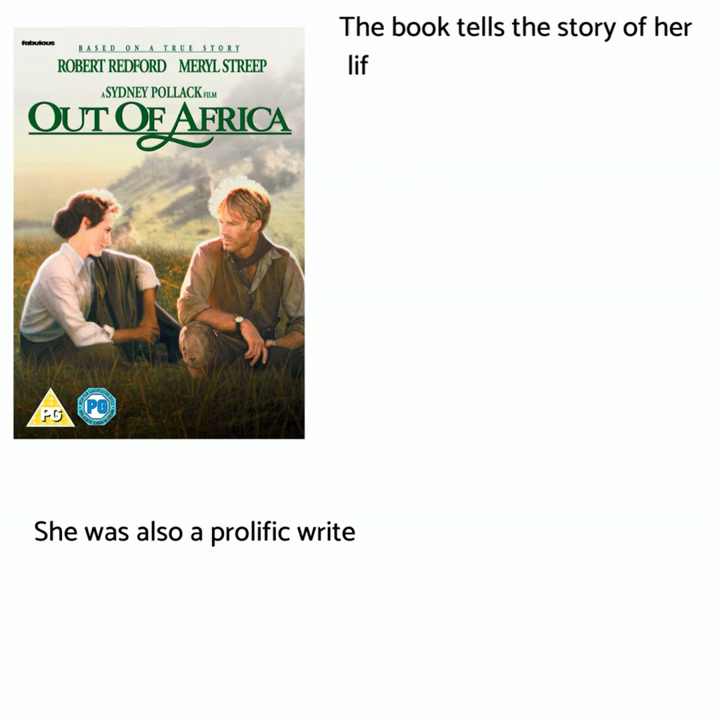 The book tells the story of her
lif
fabulous
BASED ON A TRUE STORY
ROBERT REDFORD MERYL STREEP
A SYDNEY POLLACK FILM
OUT OF AFRICA
PG
PG
She was also a prolific write